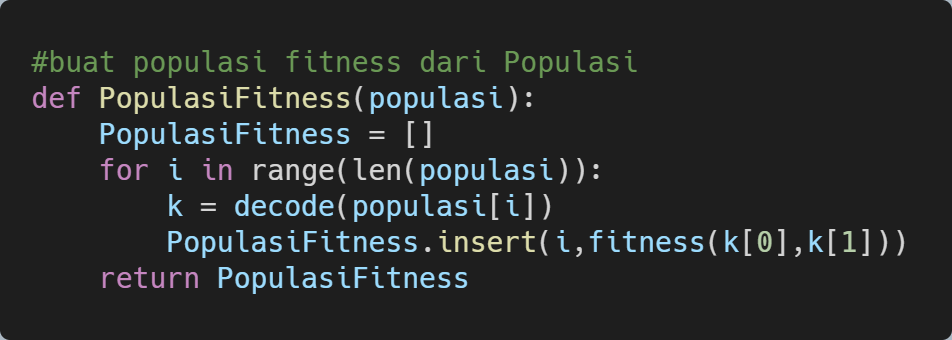 #buat populasi fitness dari Populasi
def PopulasiFitness(populasi):
    PopulasiFitness = []
    for i in range(len(populasi)):
        k = decode(populasi[i])
        PopulasiFitness.insert(i,fitness(k[0],k[1]))
    return PopulasiFitness